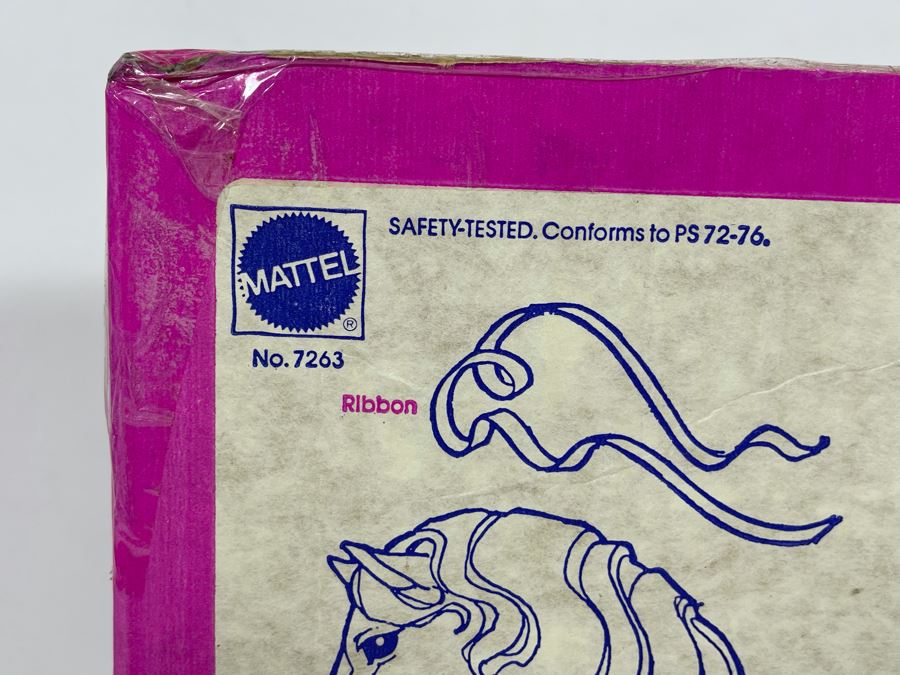 SAFETY-TESTED. Conforms to PS 72-76.
MATTEL
®
No. 7263
Ribbon